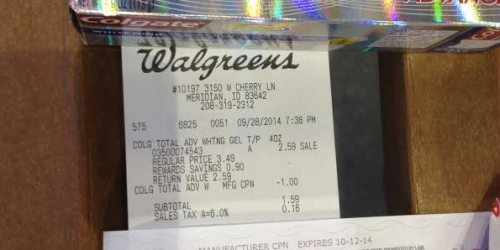 Colgate
Walgreens
#10197 3150 W CHERRY LN
MERIDIAN, ID 83642
208-319-2312
575 6825 0051 09/28/2014 7:38 PM
COLG TOTAL ADV WHTNG GEL T/P 4OZ
03500074543 A 2.59 SALE
REGULAR PRICE 3.49
REWARDS SAVINGS 0.90
RETURN VALUE 2.59
COLG TOTAL ADV W MFG CPN -1.00
SUBTOTAL 1.59
SALES TAX A=6.0% 0.16
MANUFACTURER CPN EXPIRES 10-12-14